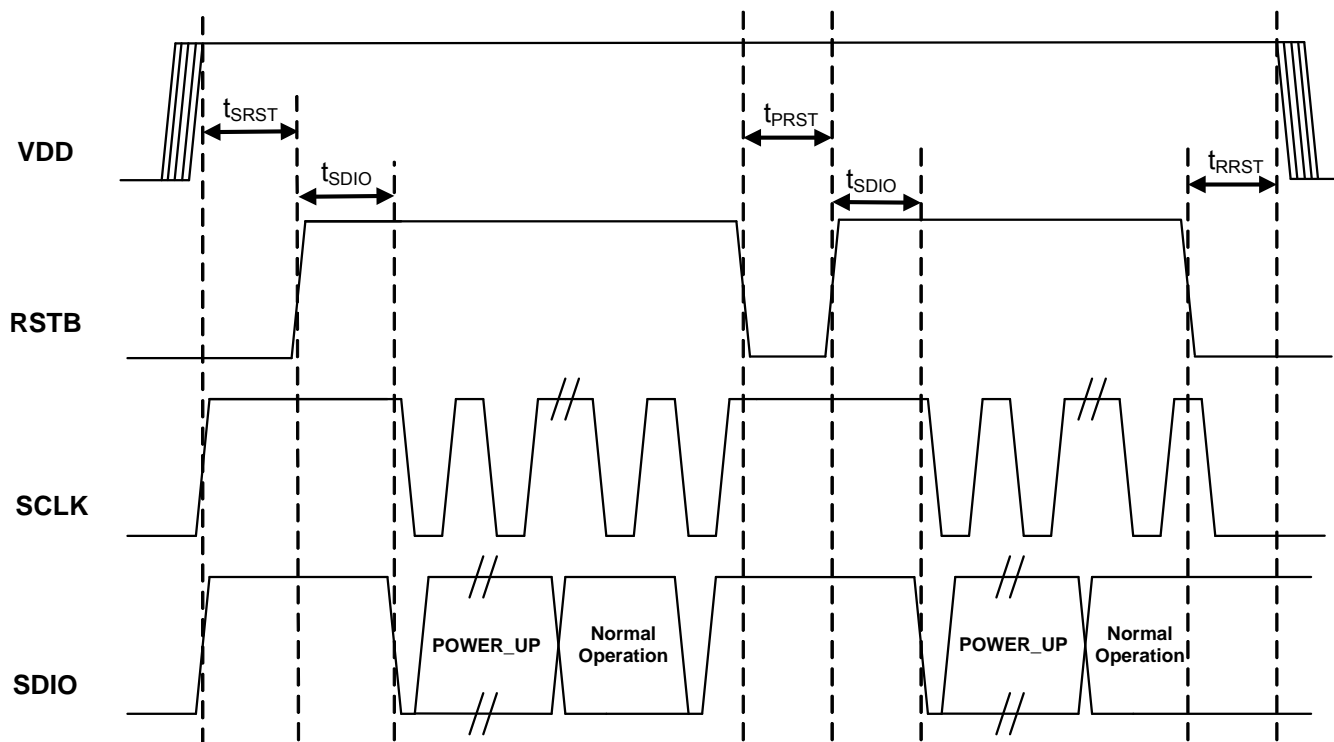 tSRST
tPRST
VDD
tSDIO
tSDIO
tRRST
RSTB
SCLK
POWER_UP
Normal
Operation
POWER_UP
Normal
Operation
SDIO